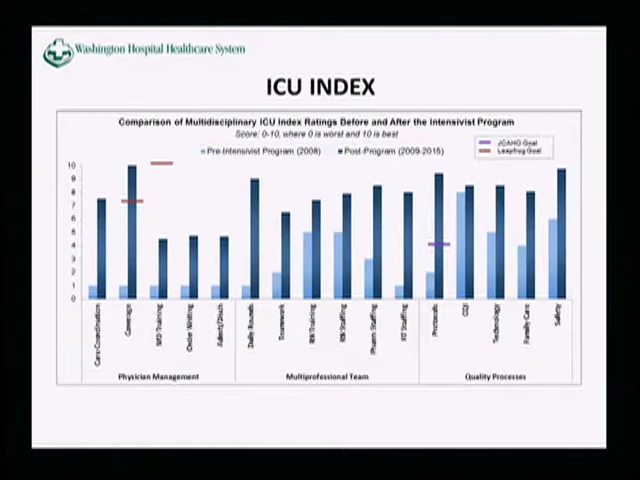 Washington Hospital Healthcare System
ICU INDEX
Comparison of Multidisciplinary ICU Index Ratings Before and After the Intensivist Program
Score: 0-10, where 0 is worst and 10 is best
Pre-Intensivist Program (2008)
Post-Program (2009-2015)
JCAHO Goal
Leapfrog Goal
10
9
8
7
6
5
4
3
2
1
0
Care Coordination
Coverage
MD Training
Order Writing
Admit/Disch
Daily Rounds
Teamwork
RN Training
RN Staffing
Pharm Staffing
RT Staffing
Protocols
CQI
Technology
Family Care
Safety
Physician Management
Multiprofessional Team
Quality Processes